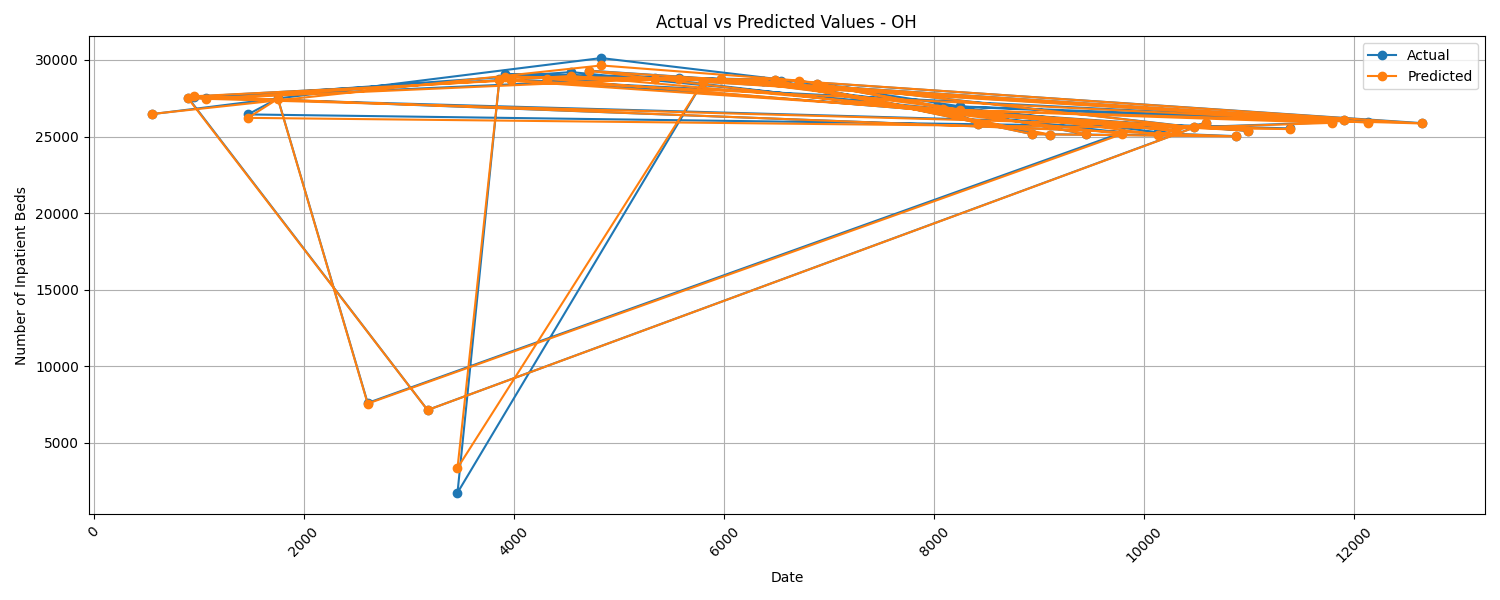 Actual vs Predicted Values - OH
Actual
Predicted
Number of Inpatient Beds
30000
25000
20000
15000
10000
5000
0
2000
4000
6000
8000
10000
12000
Date